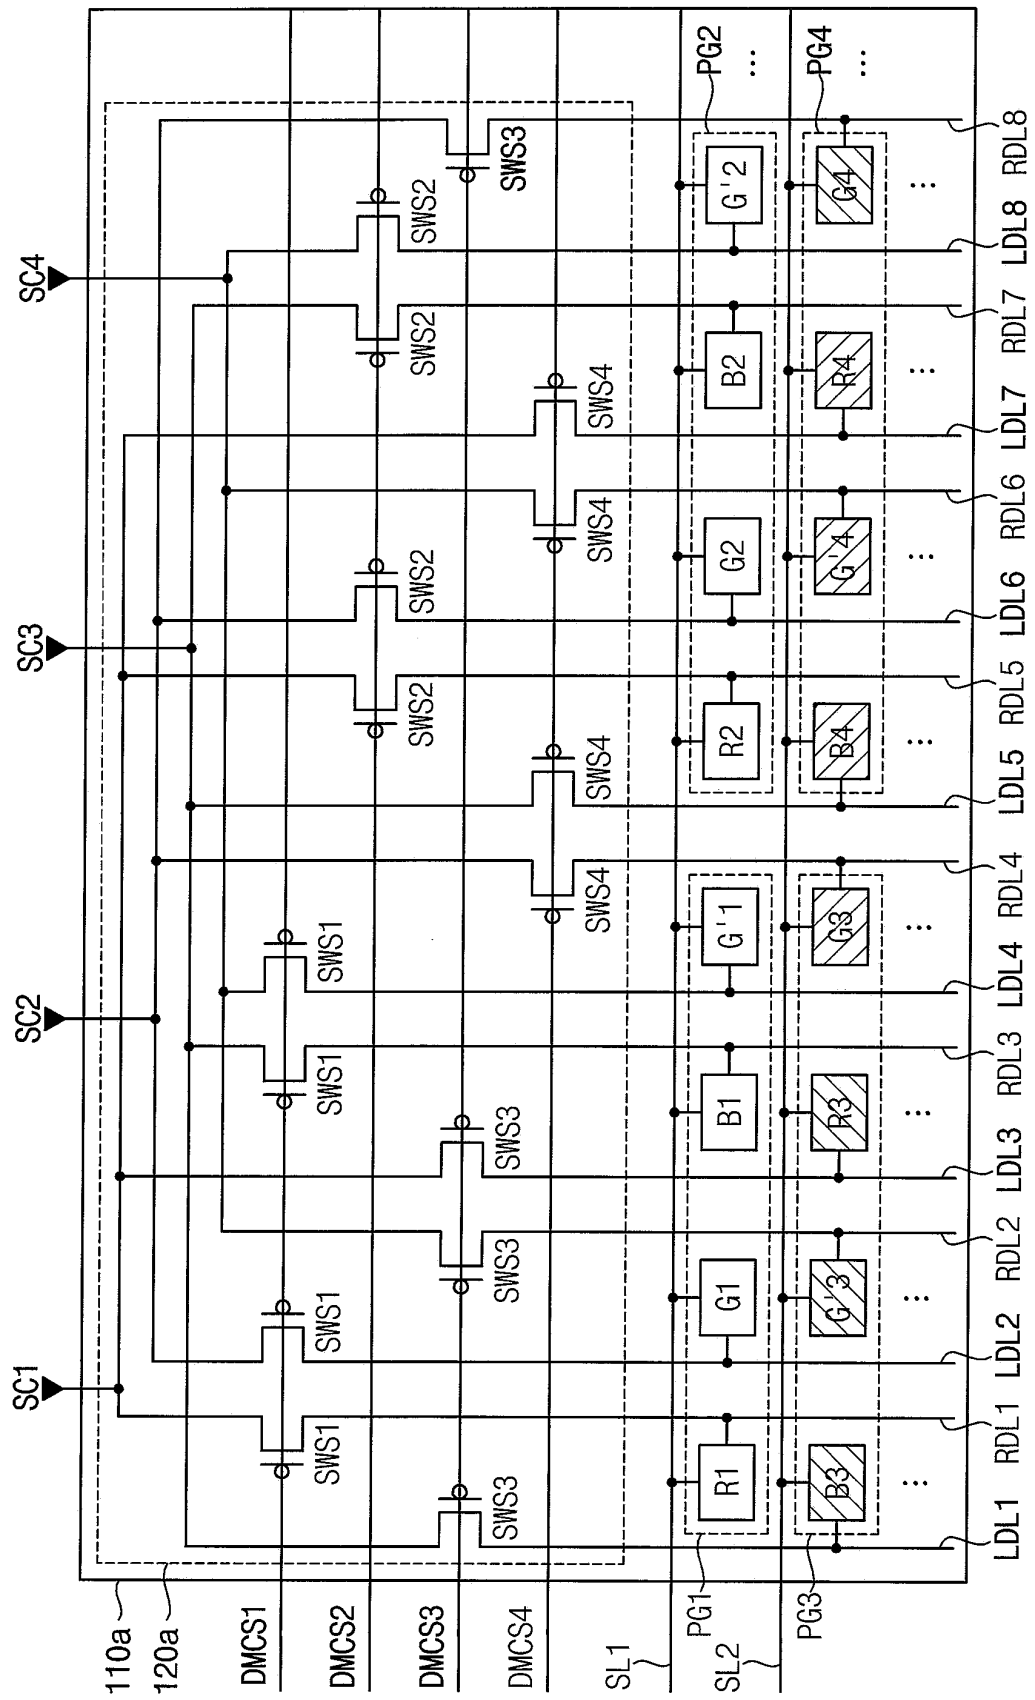 SC1 SC2 SC3 SC4
110a
120a
DMCS1
SWS1 SWS1 SWS1 SWS1
DMCS2
SWS2 SWS2 SWS2 SWS2
DMCS3
SWS3 SWS3 SWS3 SWS3
DMCS4
SWS4 SWS4 SWS4 SWS4
SL1
PG1 PG2
R1 G1 B1 G'1 R2 G2 B2 G'2
...
SL2
PG3 PG4
B3 G'3 R3 G3 B4 G'4 R4 G4
...
... ... ... ... ... ... ... ...
LDL1 RDL1 LDL2 RDL2 LDL3 RDL3 LDL4 RDL4 LDL5 RDL5 LDL6 RDL6 LDL7 RDL7 LDL8 RDL8